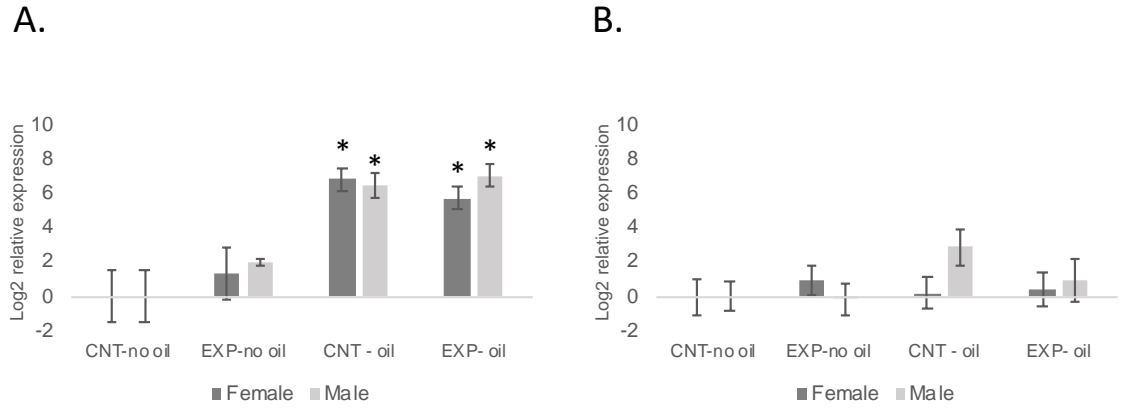 A.
Log2 relative expression
10
8
6
4
2
0
-2
* * * *
CNT-no oil EXP-no oil CNT - oil EXP- oil
Female Male
B.
Log2 relative expression
10
8
6
4
2
0
-2
CNT-no oil EXP-no oil CNT - oil EXP- oil
Female Male